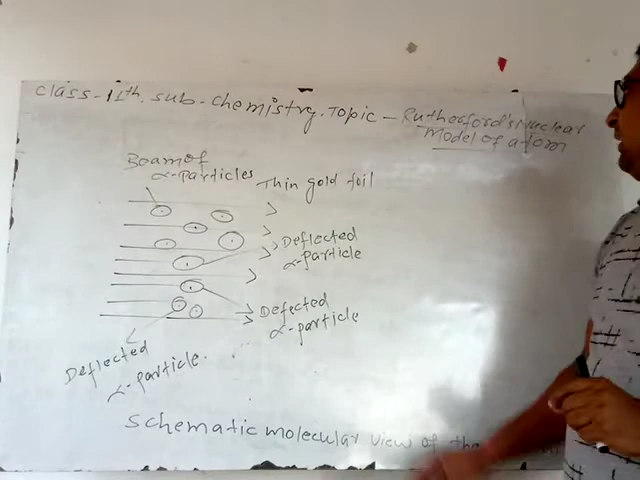 Class-11th. Sub-Chemistry. Topic - Rutherford's Nuclear
Model of atom
Beam of
α-particles
Thin gold foil
Deflected
α-particle
Defected
α-particle
Deflected
α-particle.
Schematic molecular view of the